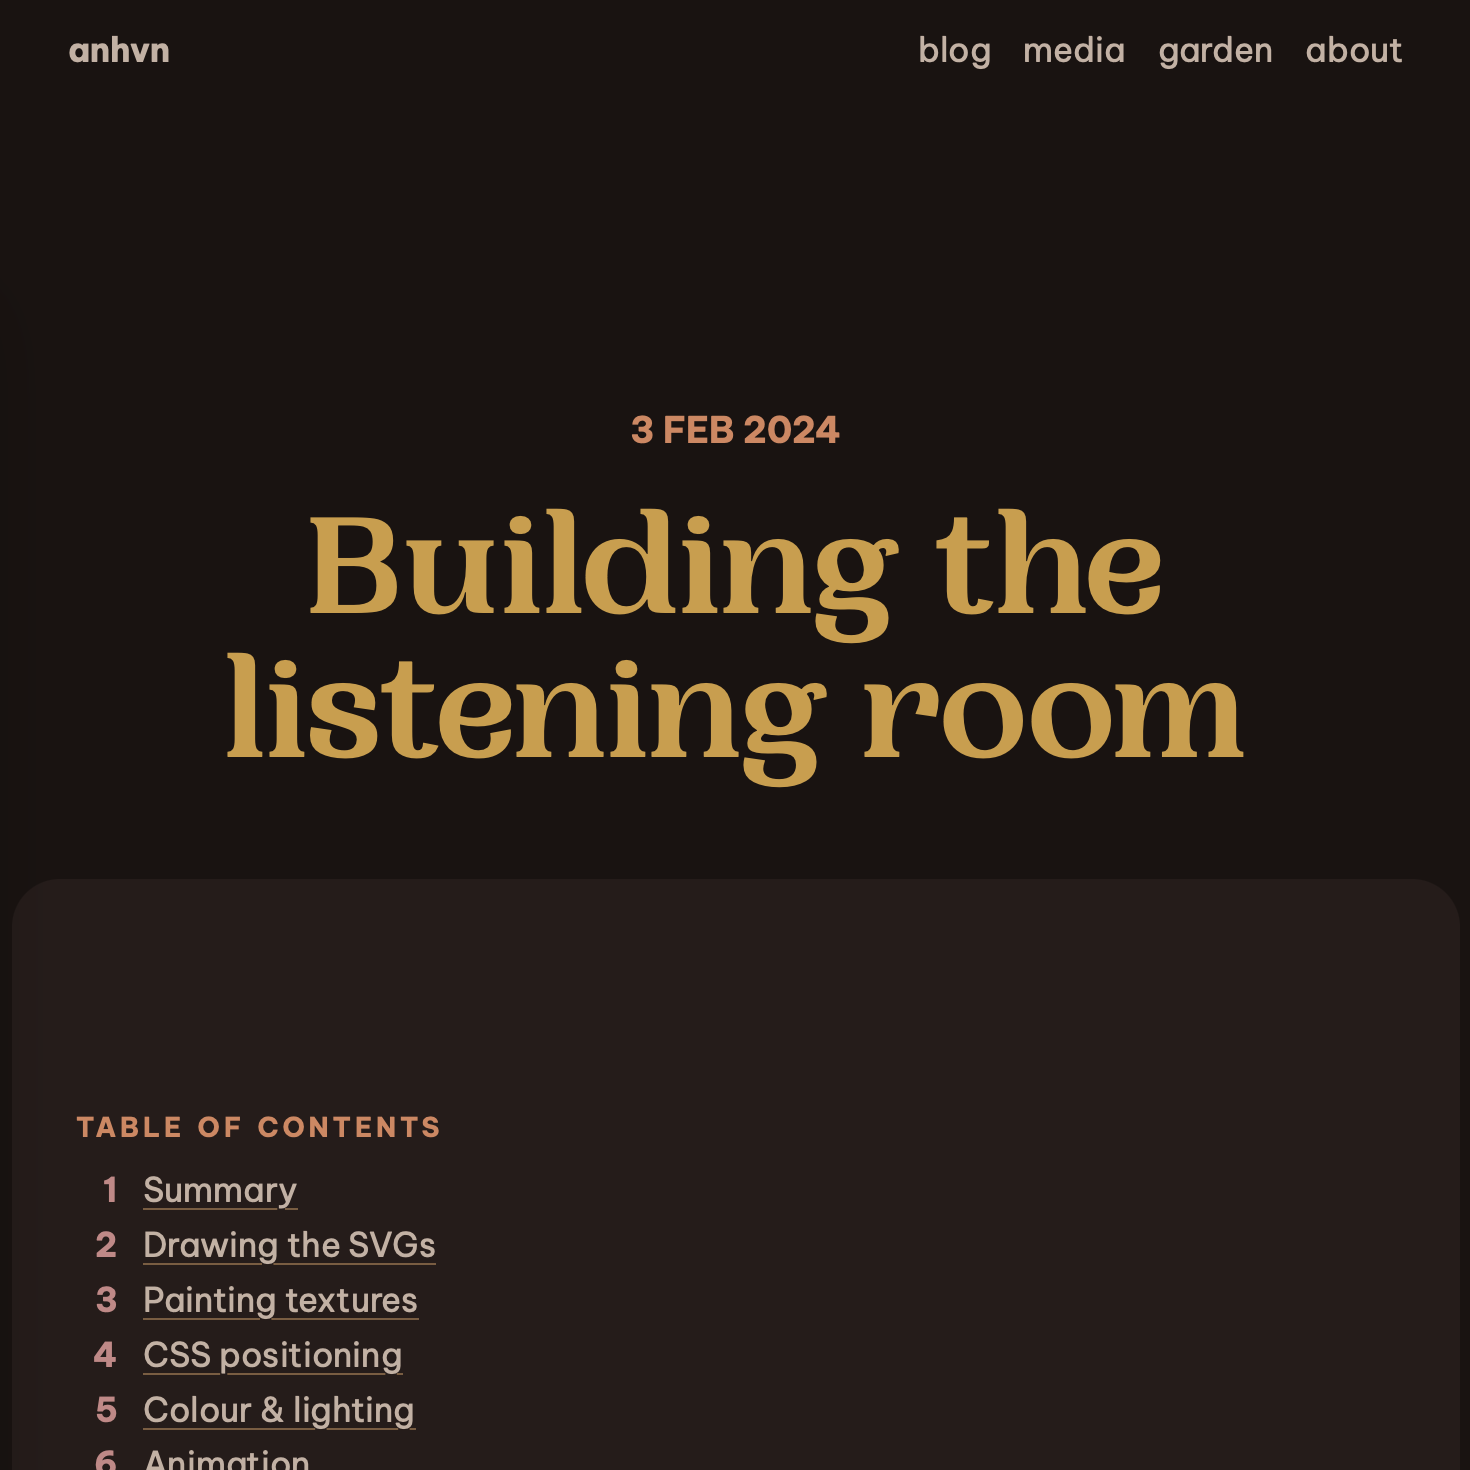 anhvn
blog media garden about
3 FEB 2024
Building the
listening room
TABLE OF CONTENTS
1 Summary
2 Drawing the SVGs
3 Painting textures
4 CSS positioning
5 Colour & lighting
6 Animation